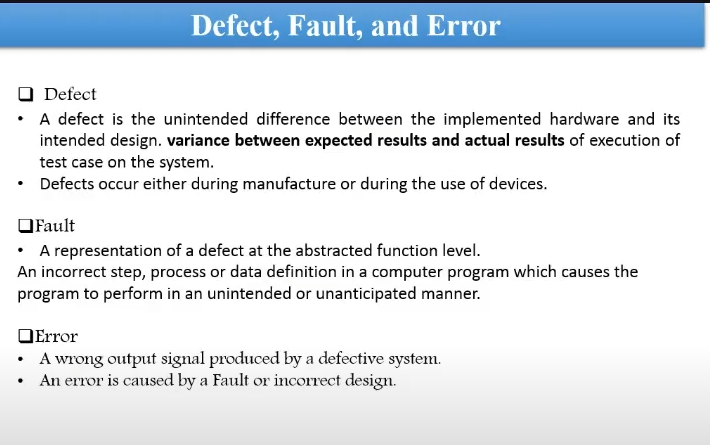 Defect, Fault, and Error
❑ Defect
• A defect is the unintended difference between the implemented hardware and its
intended design. variance between expected results and actual results of execution of
test case on the system.
• Defects occur either during manufacture or during the use of devices.
❑Fault
• A representation of a defect at the abstracted function level.
An incorrect step, process or data definition in a computer program which causes the
program to perform in an unintended or unanticipated manner.
❑Error
• A wrong output signal produced by a defective system.
• An error is caused by a Fault or incorrect design.